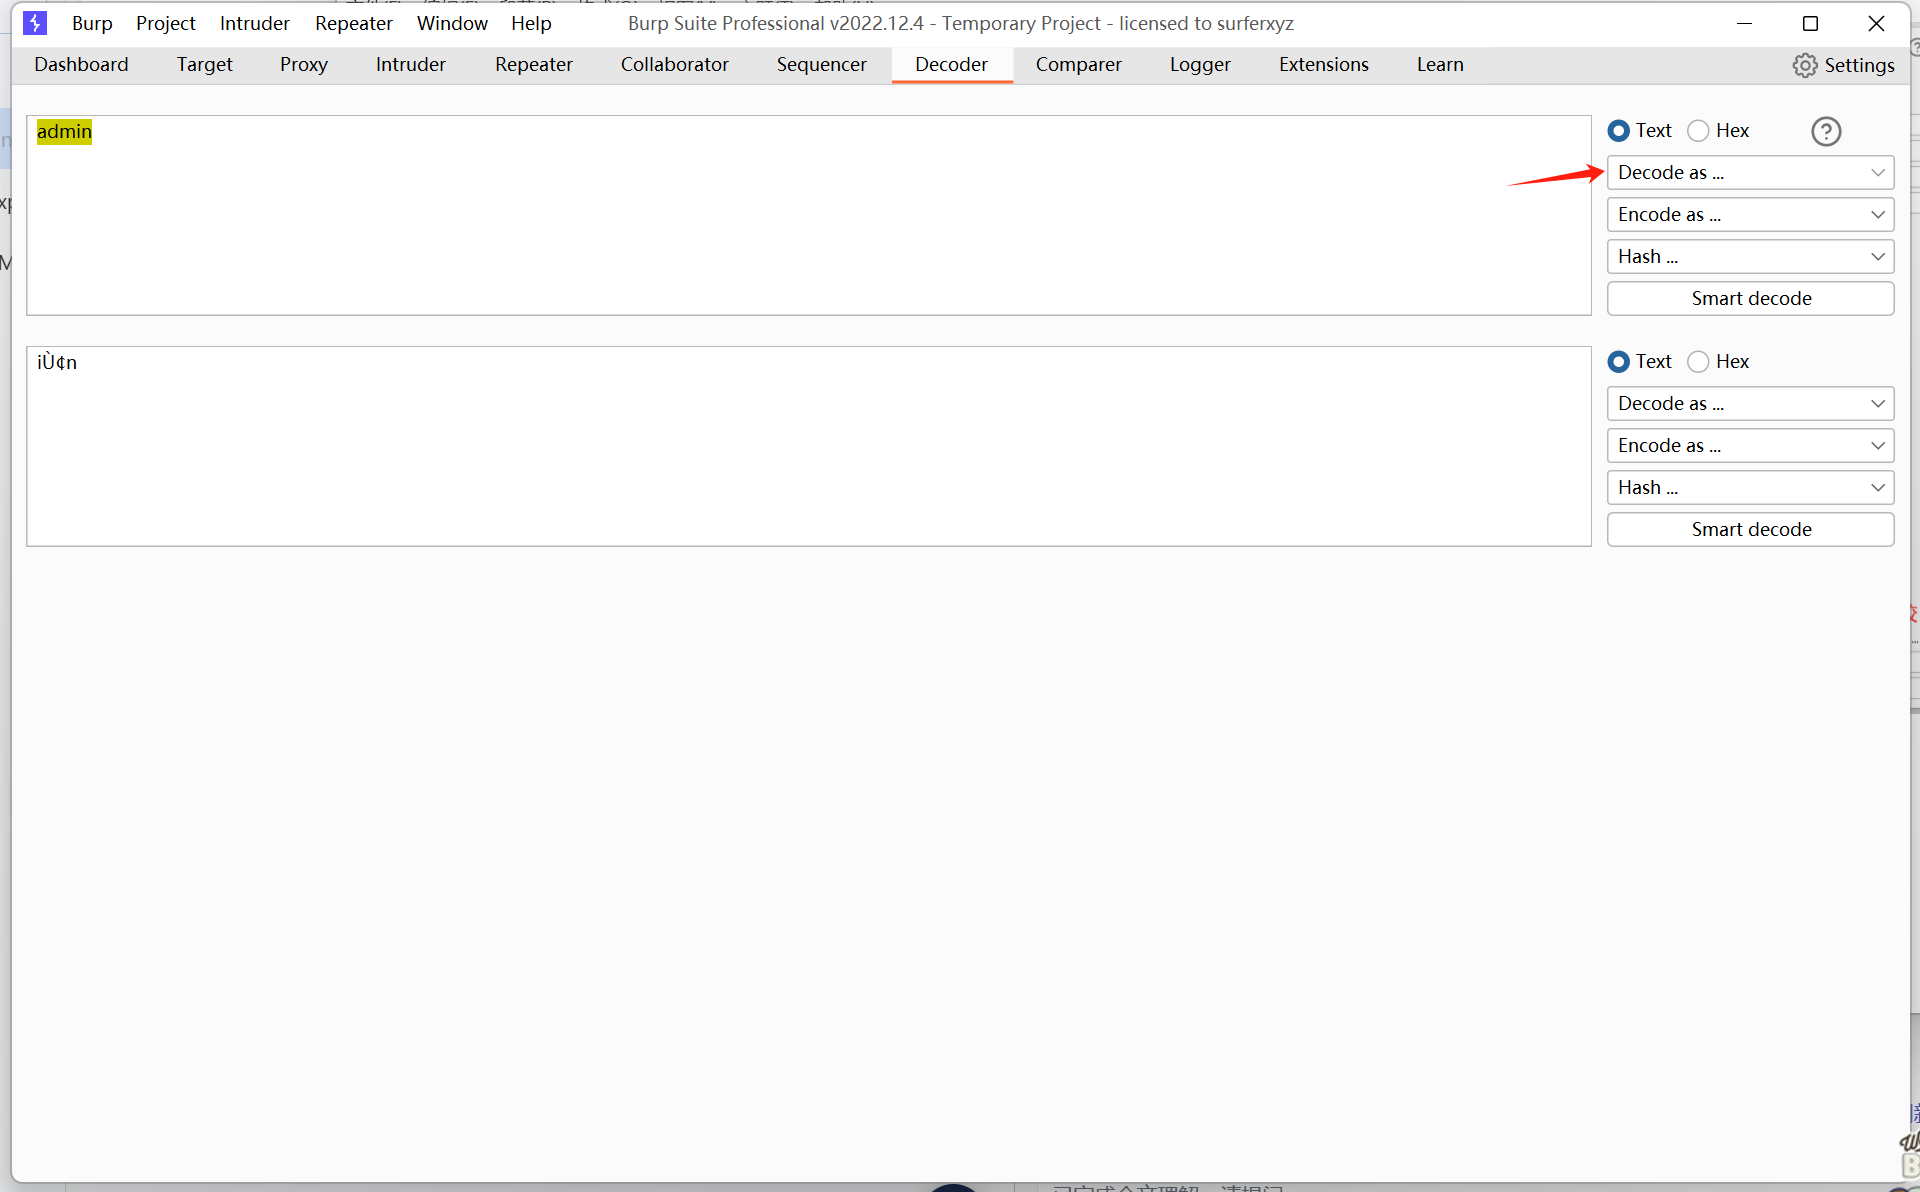 Burp Project Intruder Repeater Window Help Burp Suite Professional v2022.12.4 - Temporary Project - licensed to surferxyz
Dashboard Target Proxy Intruder Repeater Collaborator Sequencer Decoder Comparer Logger Extensions Learn Settings
admin
Text Hex
Decode as ...
Encode as ...
Hash ...
Smart decode
iÙ¢n
Text Hex
Decode as ...
Encode as ...
Hash ...
Smart decode